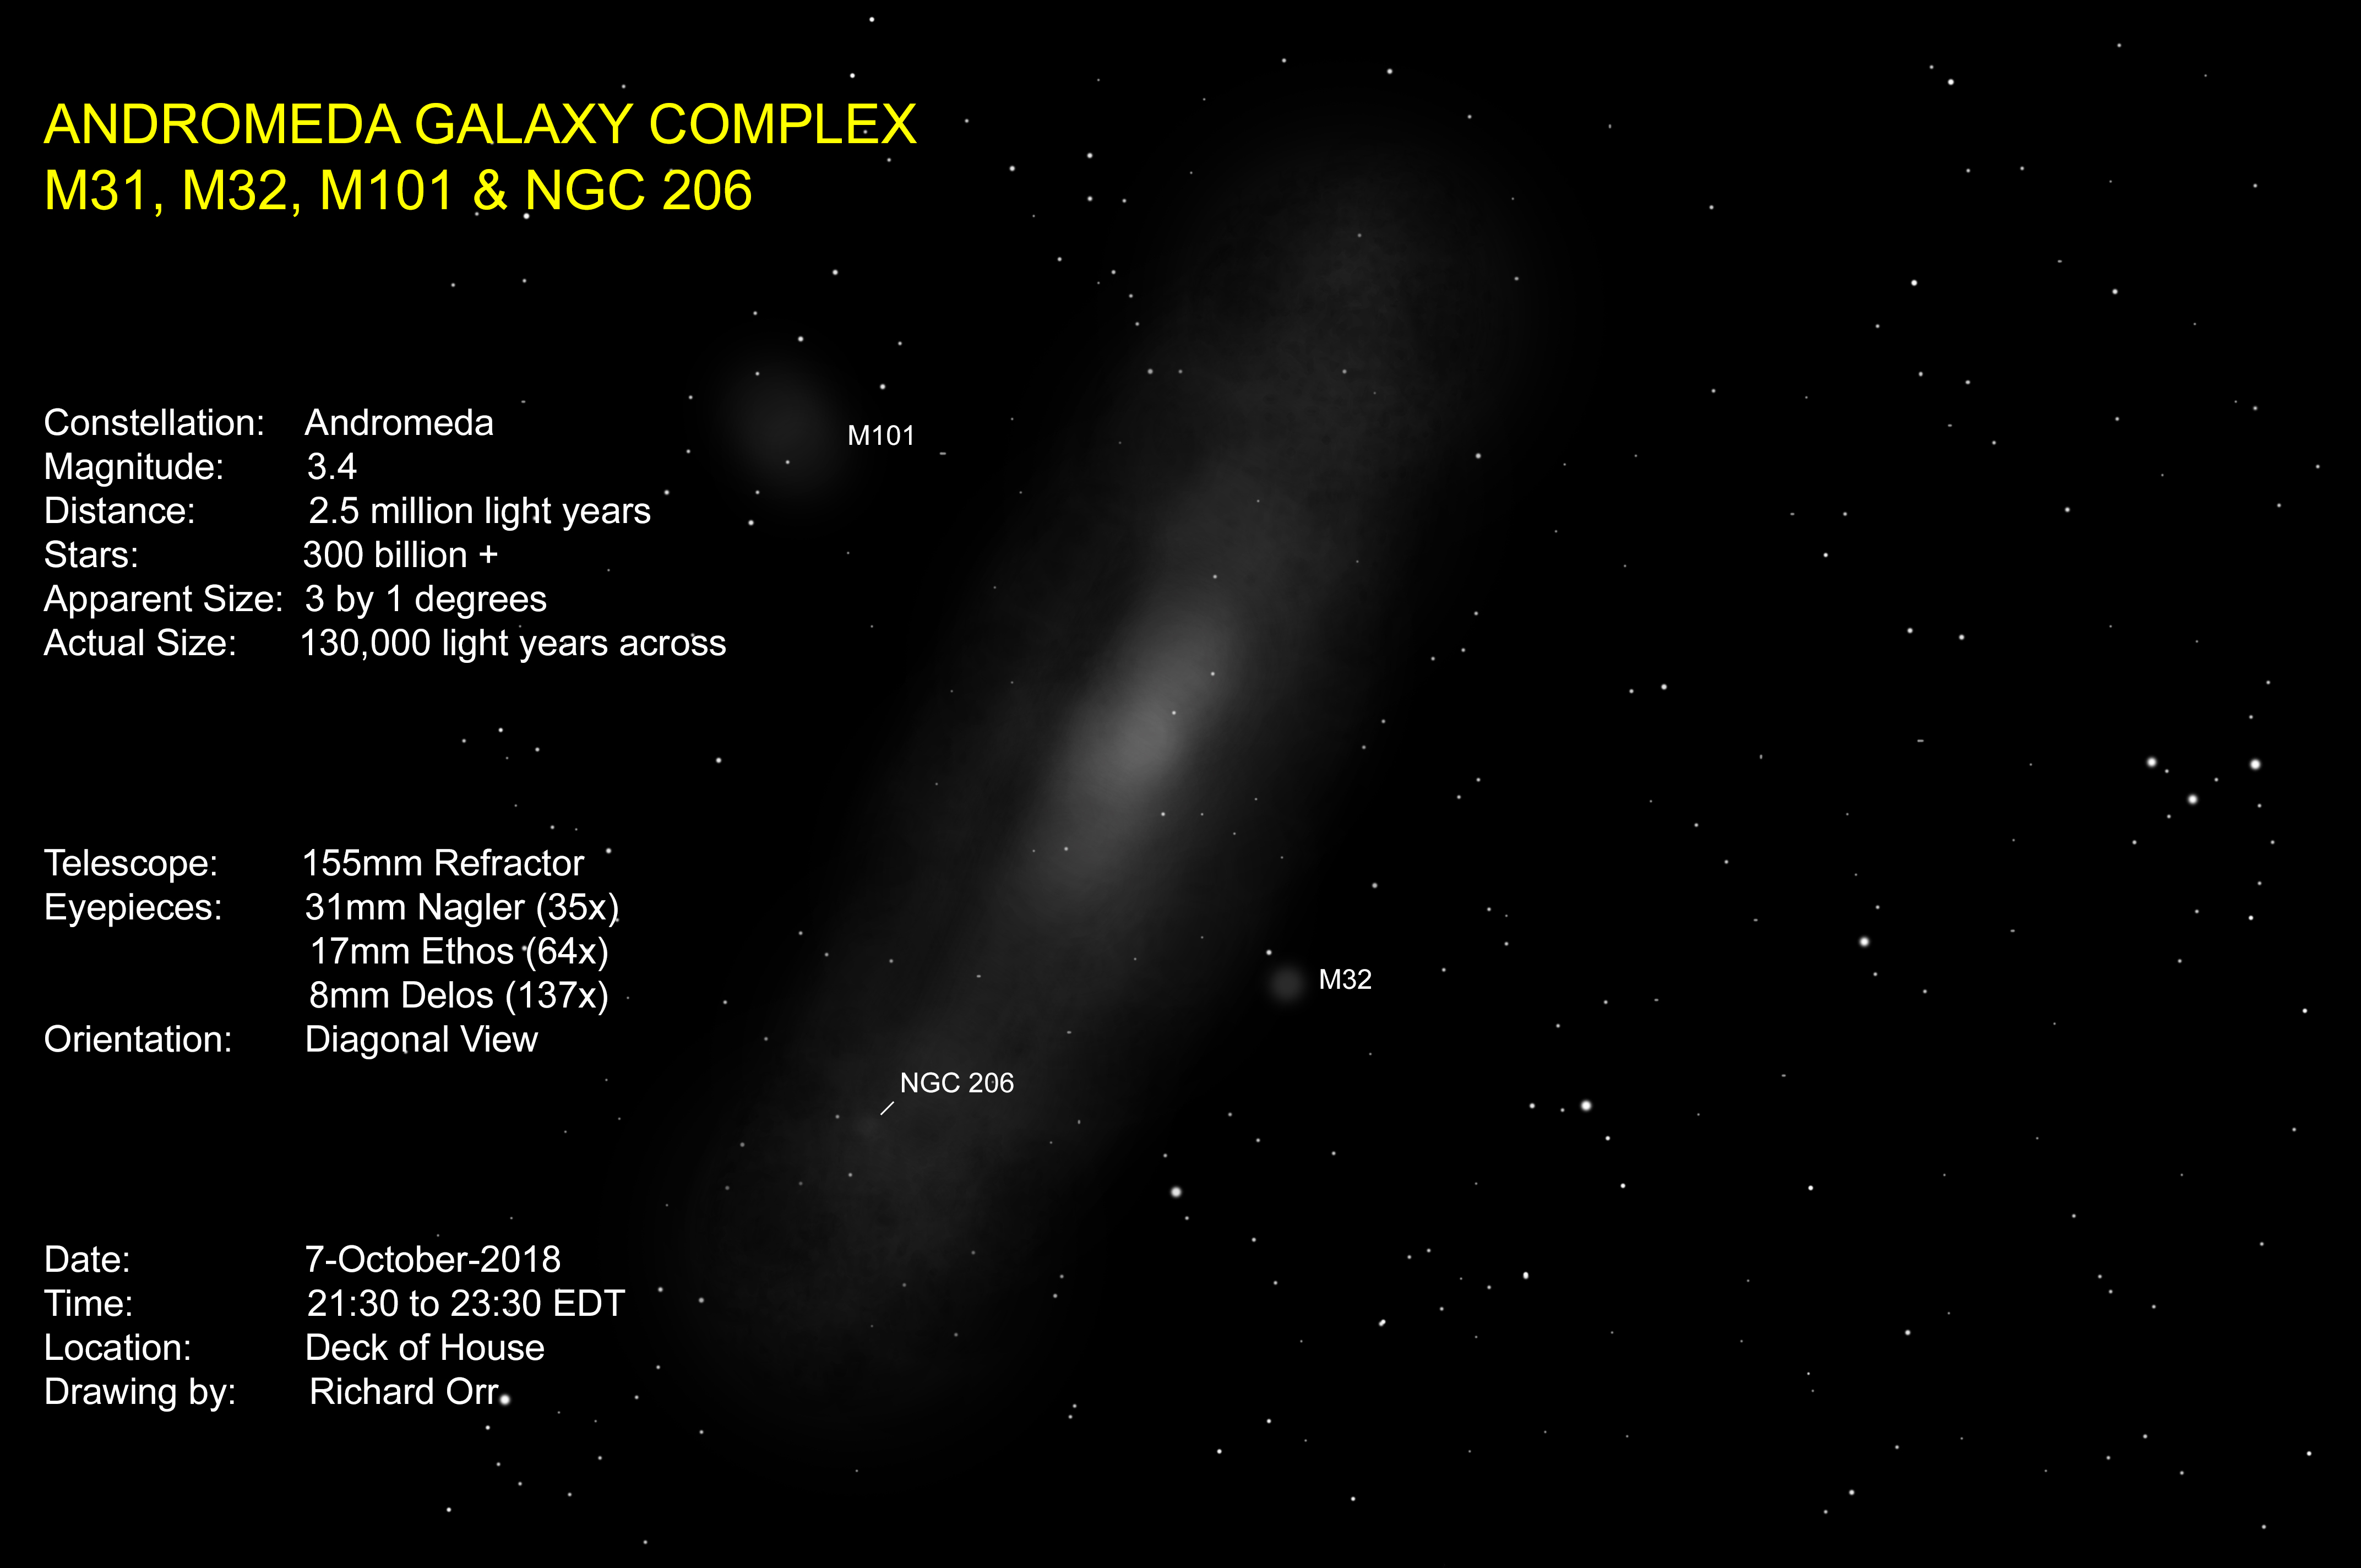 ANDROMEDA GALAXY COMPLEX
M31, M32, M101 & NGC 206
Constellation: Andromeda
Magnitude: 3.4
Distance: 2.5 million light years
Stars: 300 billion +
Apparent Size: 3 by 1 degrees
Actual Size: 130,000 light years across
M101
Telescope: 155mm Refractor
Eyepieces: 31mm Nagler (35x)
17mm Ethos (64x)
8mm Delos (137x)
Orientation: Diagonal View
M32
NGC 206
Date: 7-October-2018
Time: 21:30 to 23:30 EDT
Location: Deck of House
Drawing by: Richard Orr